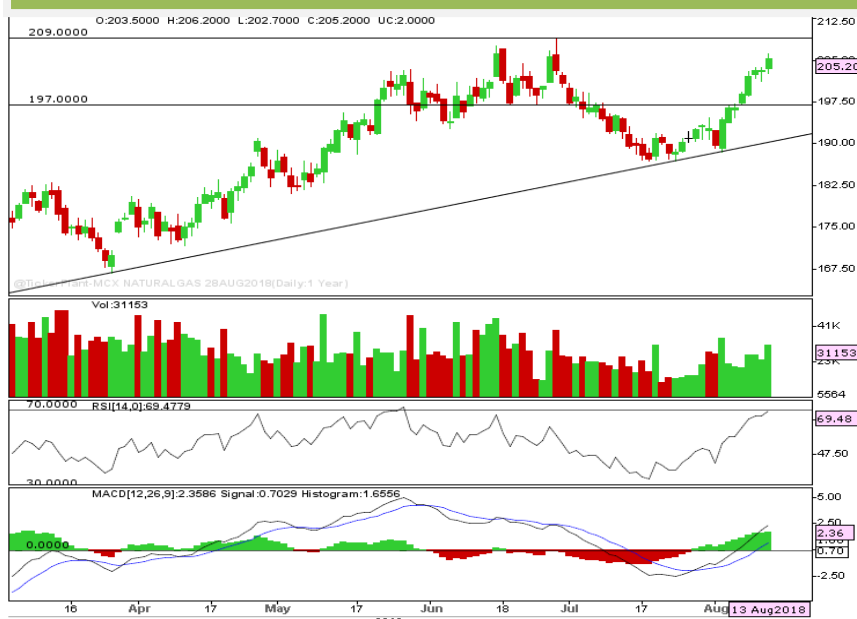 O:203.5000 H:206.2000 L:202.7000 C:205.2000 UC:2.0000
209.0000
212.50
205.20
197.0000
197.50
190.00
182.50
175.00
167.50
@TickerPlant-MCX NATURALGAS 28AUG2018(Daily:1 Year)
Vol:31153
41K
31153
23K
5564
70.0000 RSI[14,0]:69.4779
69.48
47.50
30.0000
MACD[12,26,9]:2.3586 Signal:0.7029 Histogram:1.6556
5.00
2.50
2.36
0.0000
0.70
-2.50
16 Apr 17 May 17 Jun 18 Jul 17 Aug 13 Aug2018